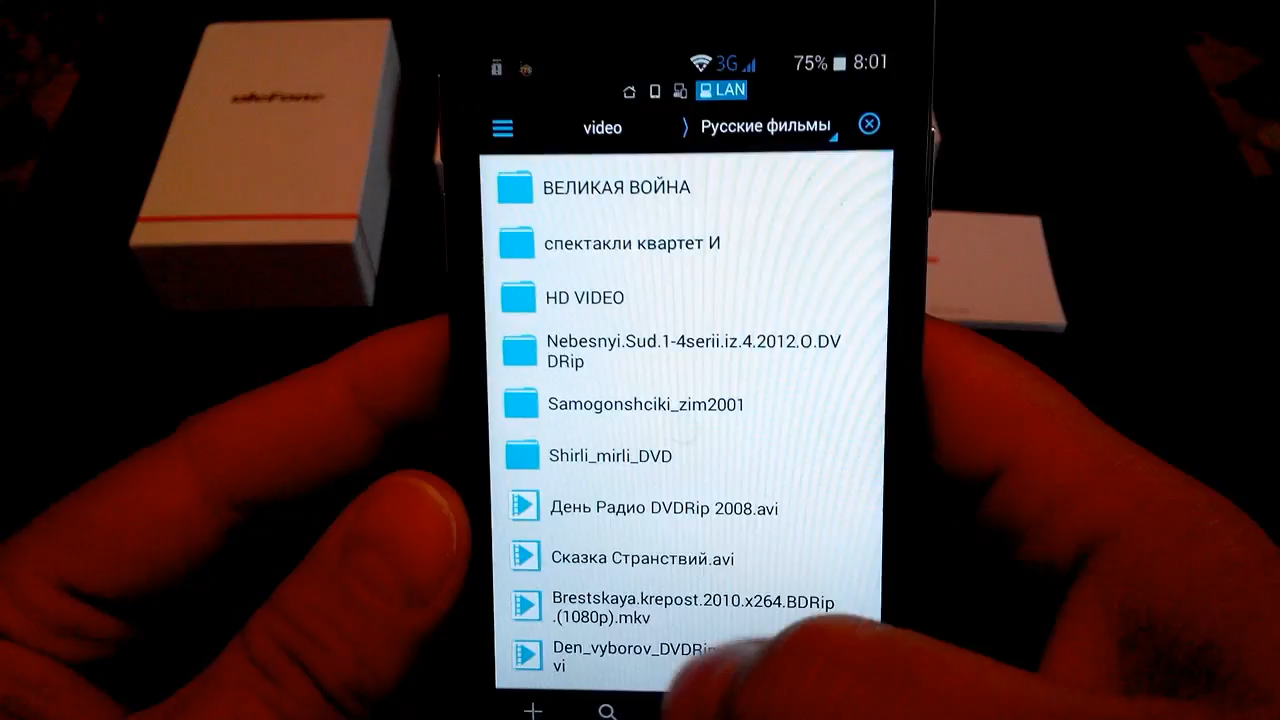 ulefone
3G 75% 8:01
LAN
video Русские фильмы
ВЕЛИКАЯ ВОЙНА
спектакли квартет И
HD VIDEO
Nebesnyi.Sud.1-4serii.iz.4.2012.O.DV
DRip
Samogonshciki_zim2001
Shirli_mirli_DVD
День Радио DVDRip 2008.avi
Сказка Странствий.avi
Brestskaya.krepost.2010.x264.BDRip
.(1080p).mkv
Den_vyborov_DVDRip
vi